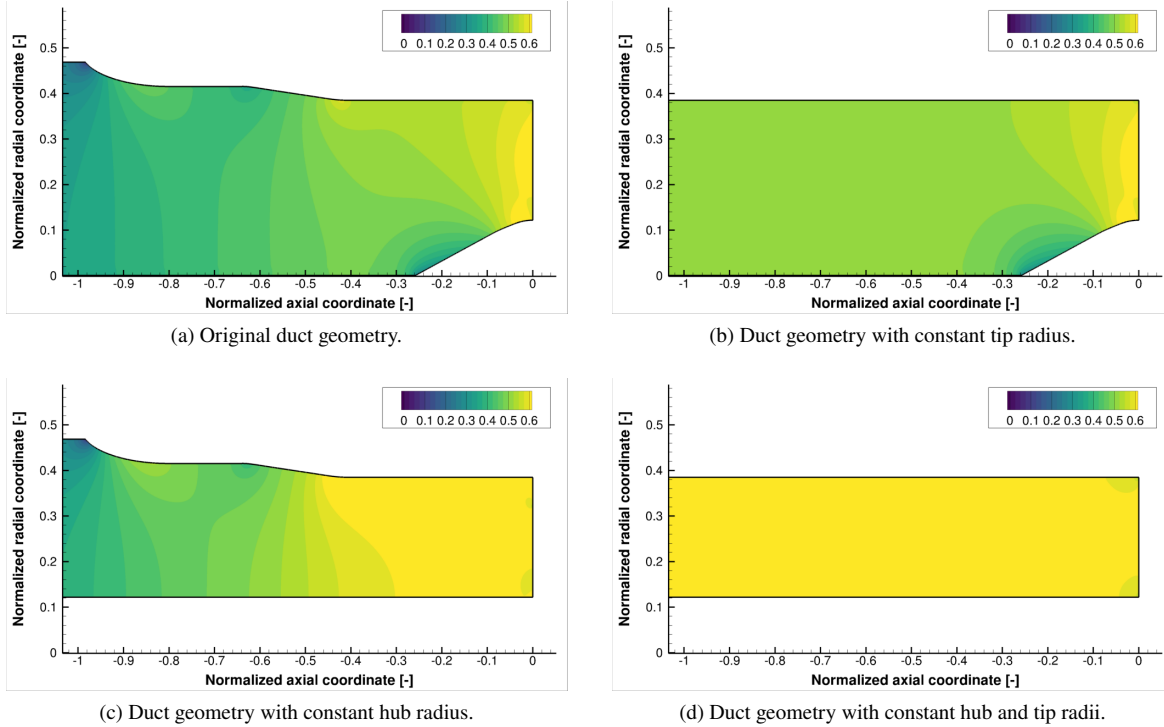 0 0.1 0.2 0.3 0.4 0.5 0.6
Normalized radial coordinate [-]
0.5
0.4
0.3
0.2
0.1
0
-1 -0.9 -0.8 -0.7 -0.6 -0.5 -0.4 -0.3 -0.2 -0.1 0
Normalized axial coordinate [-]
(a) Original duct geometry.
0 0.1 0.2 0.3 0.4 0.5 0.6
Normalized radial coordinate [-]
0.5
0.4
0.3
0.2
0.1
0
-1 -0.9 -0.8 -0.7 -0.6 -0.5 -0.4 -0.3 -0.2 -0.1 0
Normalized axial coordinate [-]
(b) Duct geometry with constant tip radius.
0 0.1 0.2 0.3 0.4 0.5 0.6
Normalized radial coordinate [-]
0.5
0.4
0.3
0.2
0.1
0
-1 -0.9 -0.8 -0.7 -0.6 -0.5 -0.4 -0.3 -0.2 -0.1 0
Normalized axial coordinate [-]
(c) Duct geometry with constant hub radius.
0 0.1 0.2 0.3 0.4 0.5 0.6
Normalized radial coordinate [-]
0.5
0.4
0.3
0.2
0.1
0
-1 -0.9 -0.8 -0.7 -0.6 -0.5 -0.4 -0.3 -0.2 -0.1 0
Normalized axial coordinate [-]
(d) Duct geometry with constant hub and tip radii.